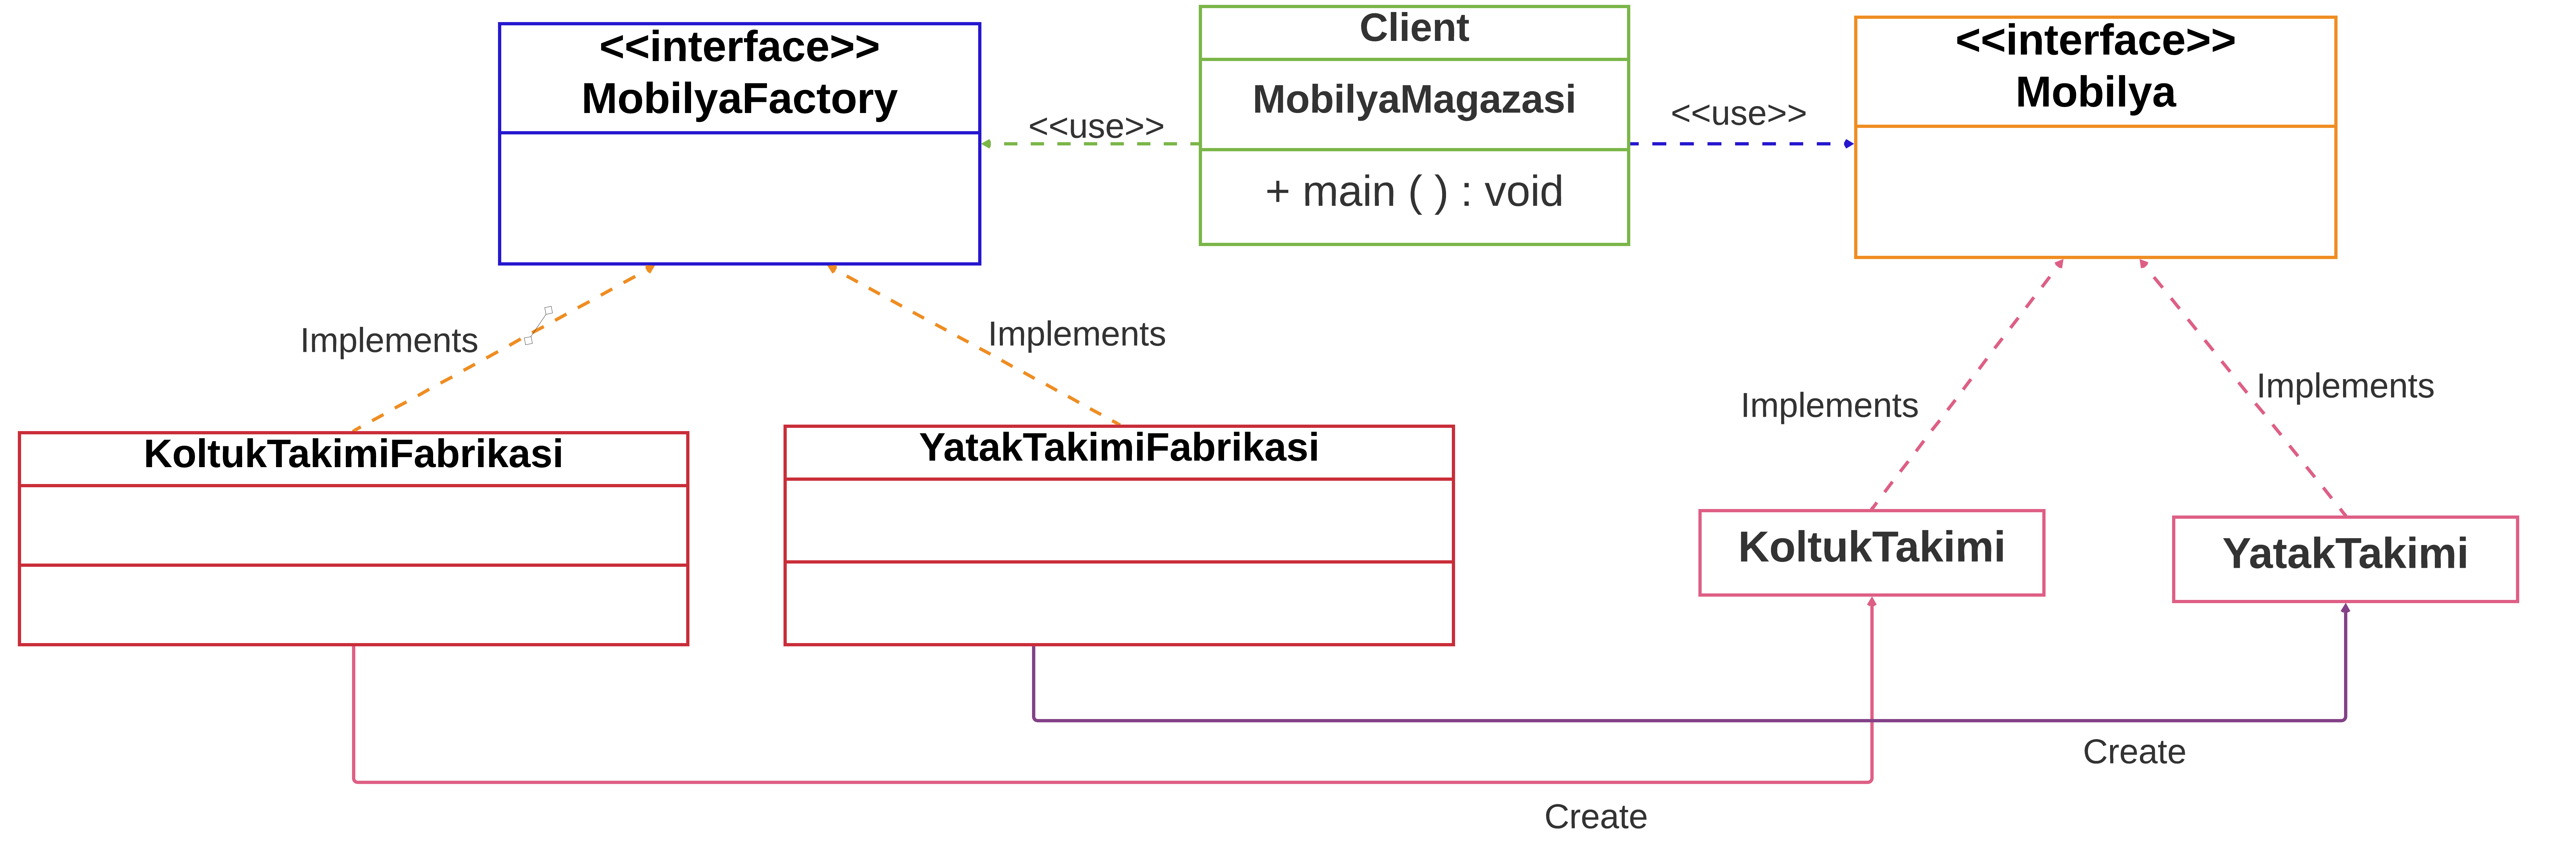 <<interface>>
MobilyaFactory
<<use>>
Client
MobilyaMagazasi
+ main ( ) : void
<<use>>
<<interface>>
Mobilya
Implements
Implements
Implements
Implements
KoltukTakimiFabrikasi
YatakTakimiFabrikasi
KoltukTakimi
YatakTakimi
Create
Create